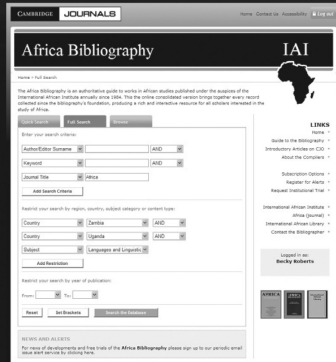 CAMBRIDGE JOURNALS
Home Contact us Accessibility Log out
Africa Bibliography IAI
Home > Full Search
The Africa Bibliography is an authoritative guide to works in African studies published under the auspices of the
International African Institute annually since 1984. This the online consolidated version brings together every record
collected since the bibliography's foundation, producing a rich and interactive resource for all scholars interested in the
study of Africa.
Quick Search Full Search Browse
Enter your search criteria:
Author/Editor Surname AND
Keyword AND
Journal Title Africa
Add Search Criteria
Restrict your search by region, country, subject category or content type:
Country Zambia AND
Country Uganda AND
Subject Languages and Linguistic
Add Restriction
Restrict your search by year of publication:
From: To:
Reset Set Brackets Search the Database
NEWS AND ALERTS
For news of developments and free trials of the Africa Bibliography please sign up to our periodic email
issue alert service by clicking here.
LINKS
Home
Guide to the Bibliography
Introductory Articles on CJO
About the Compilers
Subscription Options
Register for Alerts
Request Institutional Trial
International African Institute
Africa (journal)
International African Library
Contact the Bibliographer
Logged in as:
Becky Roberts
AFRICA